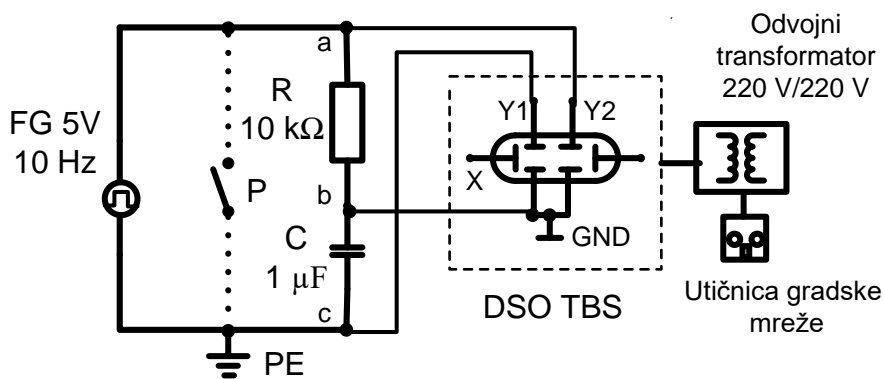 Odvojni
transformator
220 V/220 V
a
R
10 kΩ
Y1
Y2
FG 5V
10 Hz
P
X
b
GND
C
1 µF
DSO TBS
Utičnica gradske
mreže
c
PE